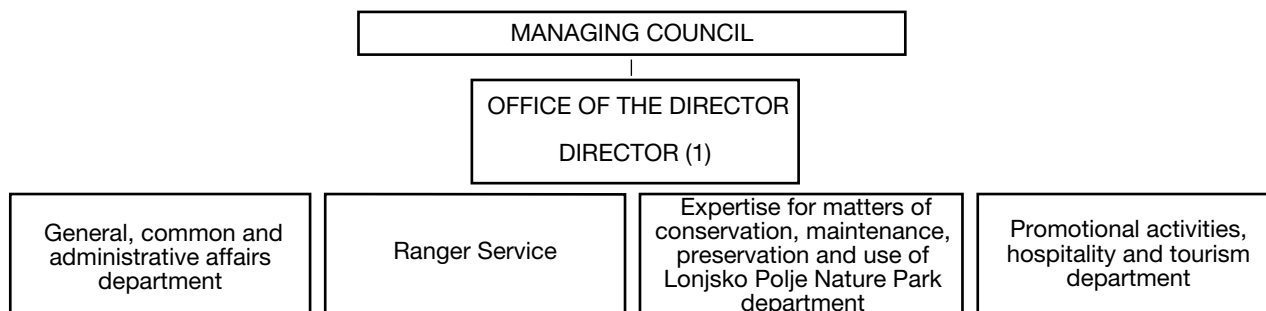 MANAGING COUNCIL
OFFICE OF THE DIRECTOR
DIRECTOR (1)
General, common and
administrative affairs
department
Ranger Service
Expertise for matters of
conservation, maintenance,
preservation and use of
Lonjsko Polje Nature Park
department
Promotional activities,
hospitality and tourism
department